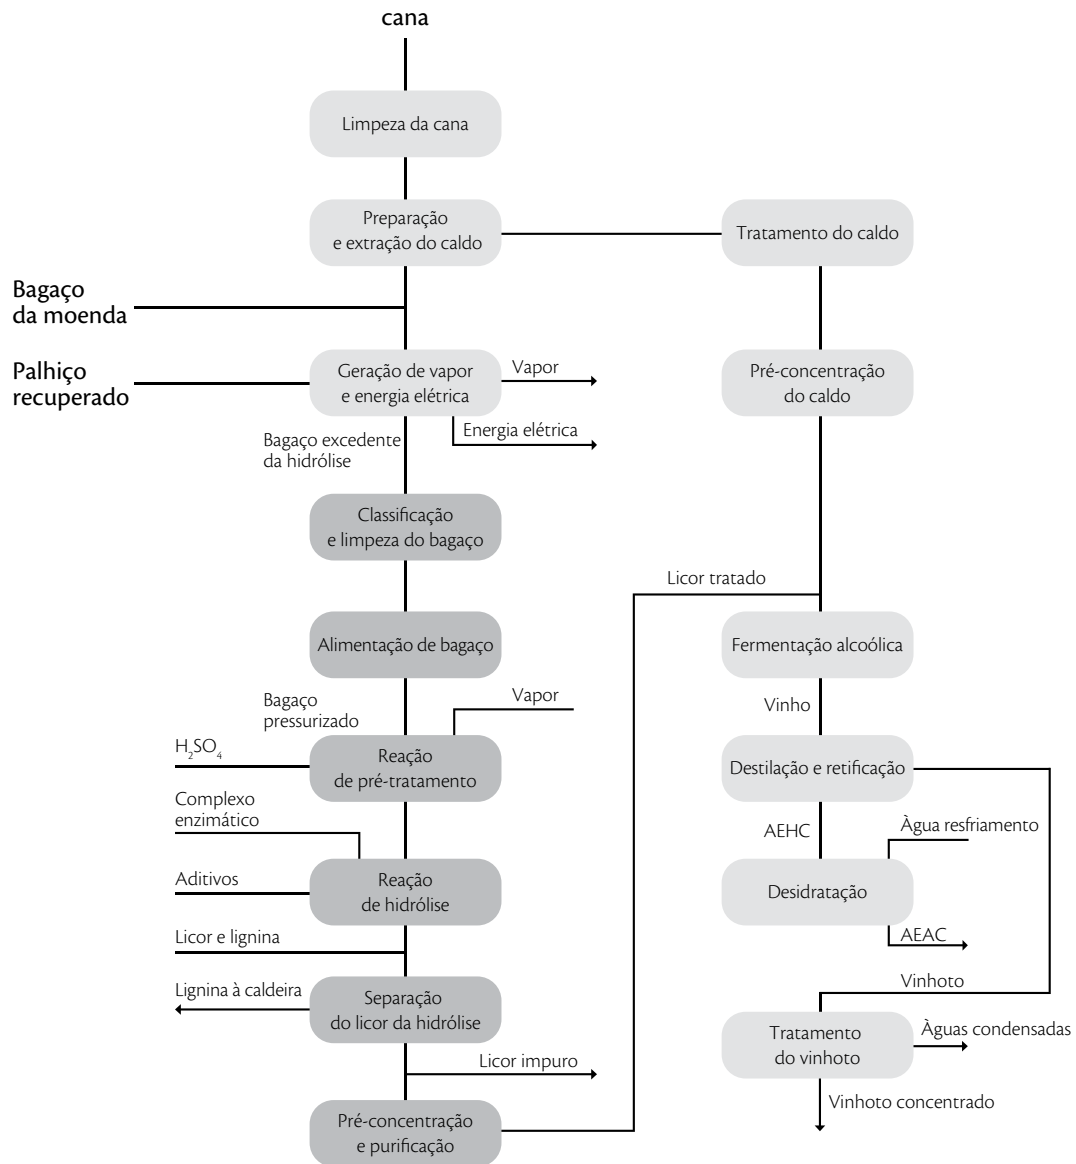 cana
Limpeza da cana
Preparação
e extração do caldo
Tratamento do caldo
Bagaço
da moenda
Palhiço
recuperado
Geração de vapor
e energia elétrica
Vapor
Pré-concentração
do caldo
Energia elétrica
Bagaço excedente
da hidrólise
Classificação
e limpeza do bagaço
Licor tratado
Alimentação de bagaço
Fermentação alcoólica
Bagaço
pressurizado
Vapor
Vinho
H₂SO₄
Reação
de pré-tratamento
Destilação e retificação
Complexo
enzimático
AEHC
Àgua resfriamento
Aditivos
Reação
de hidrólise
Desidratação
Licor e lignina
AEAC
Lignina à caldeira
Separação
do licor da hidrólise
Vinhoto
Tratamento
do vinhoto
Àguas condensadas
Licor impuro
Pré-concentração
e purificação
Vinhoto concentrado